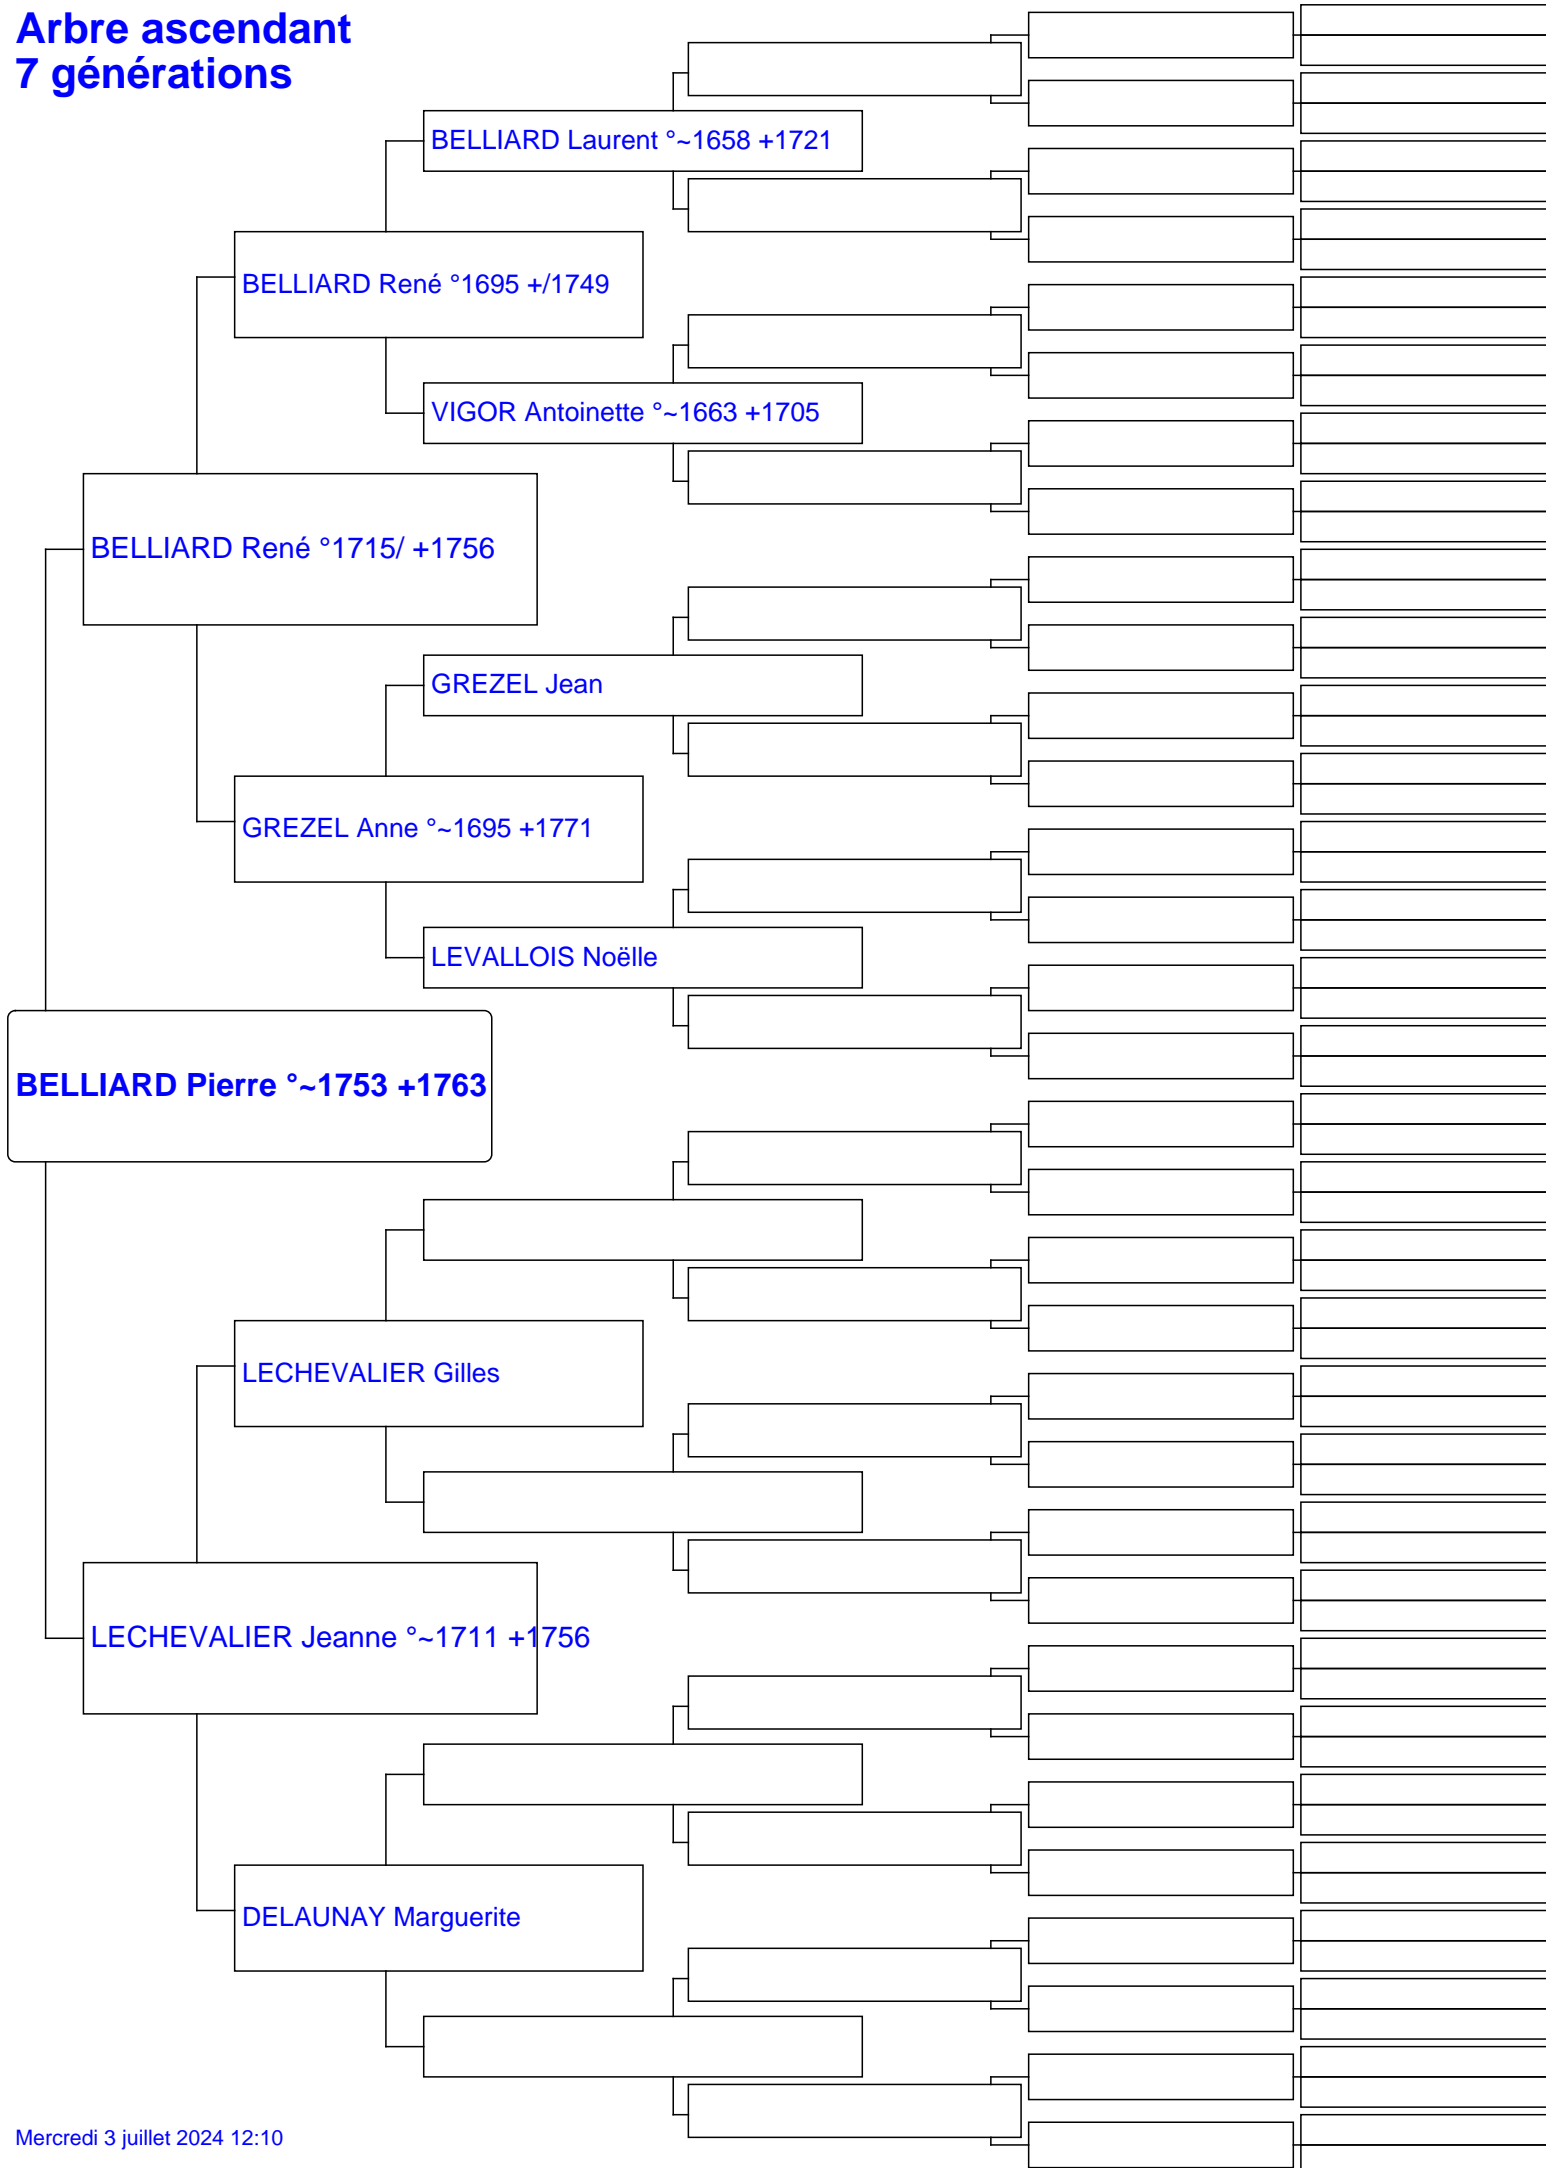 Arbre ascendant
7 générations
BELLIARD Laurent °~1658 +1721
BELLIARD René °1695 +/1749
VIGOR Antoinette °~1663 +1705
BELLIARD René °1715/ +1756
GREZEL Jean
GREZEL Anne °~1695 +1771
LEVALLOIS Noëlle
BELLIARD Pierre °~1753 +1763
LECHEVALIER Gilles
LECHEVALIER Jeanne °~1711 +1756
DELAUNAY Marguerite
Mercredi 3 juillet 2024 12:10